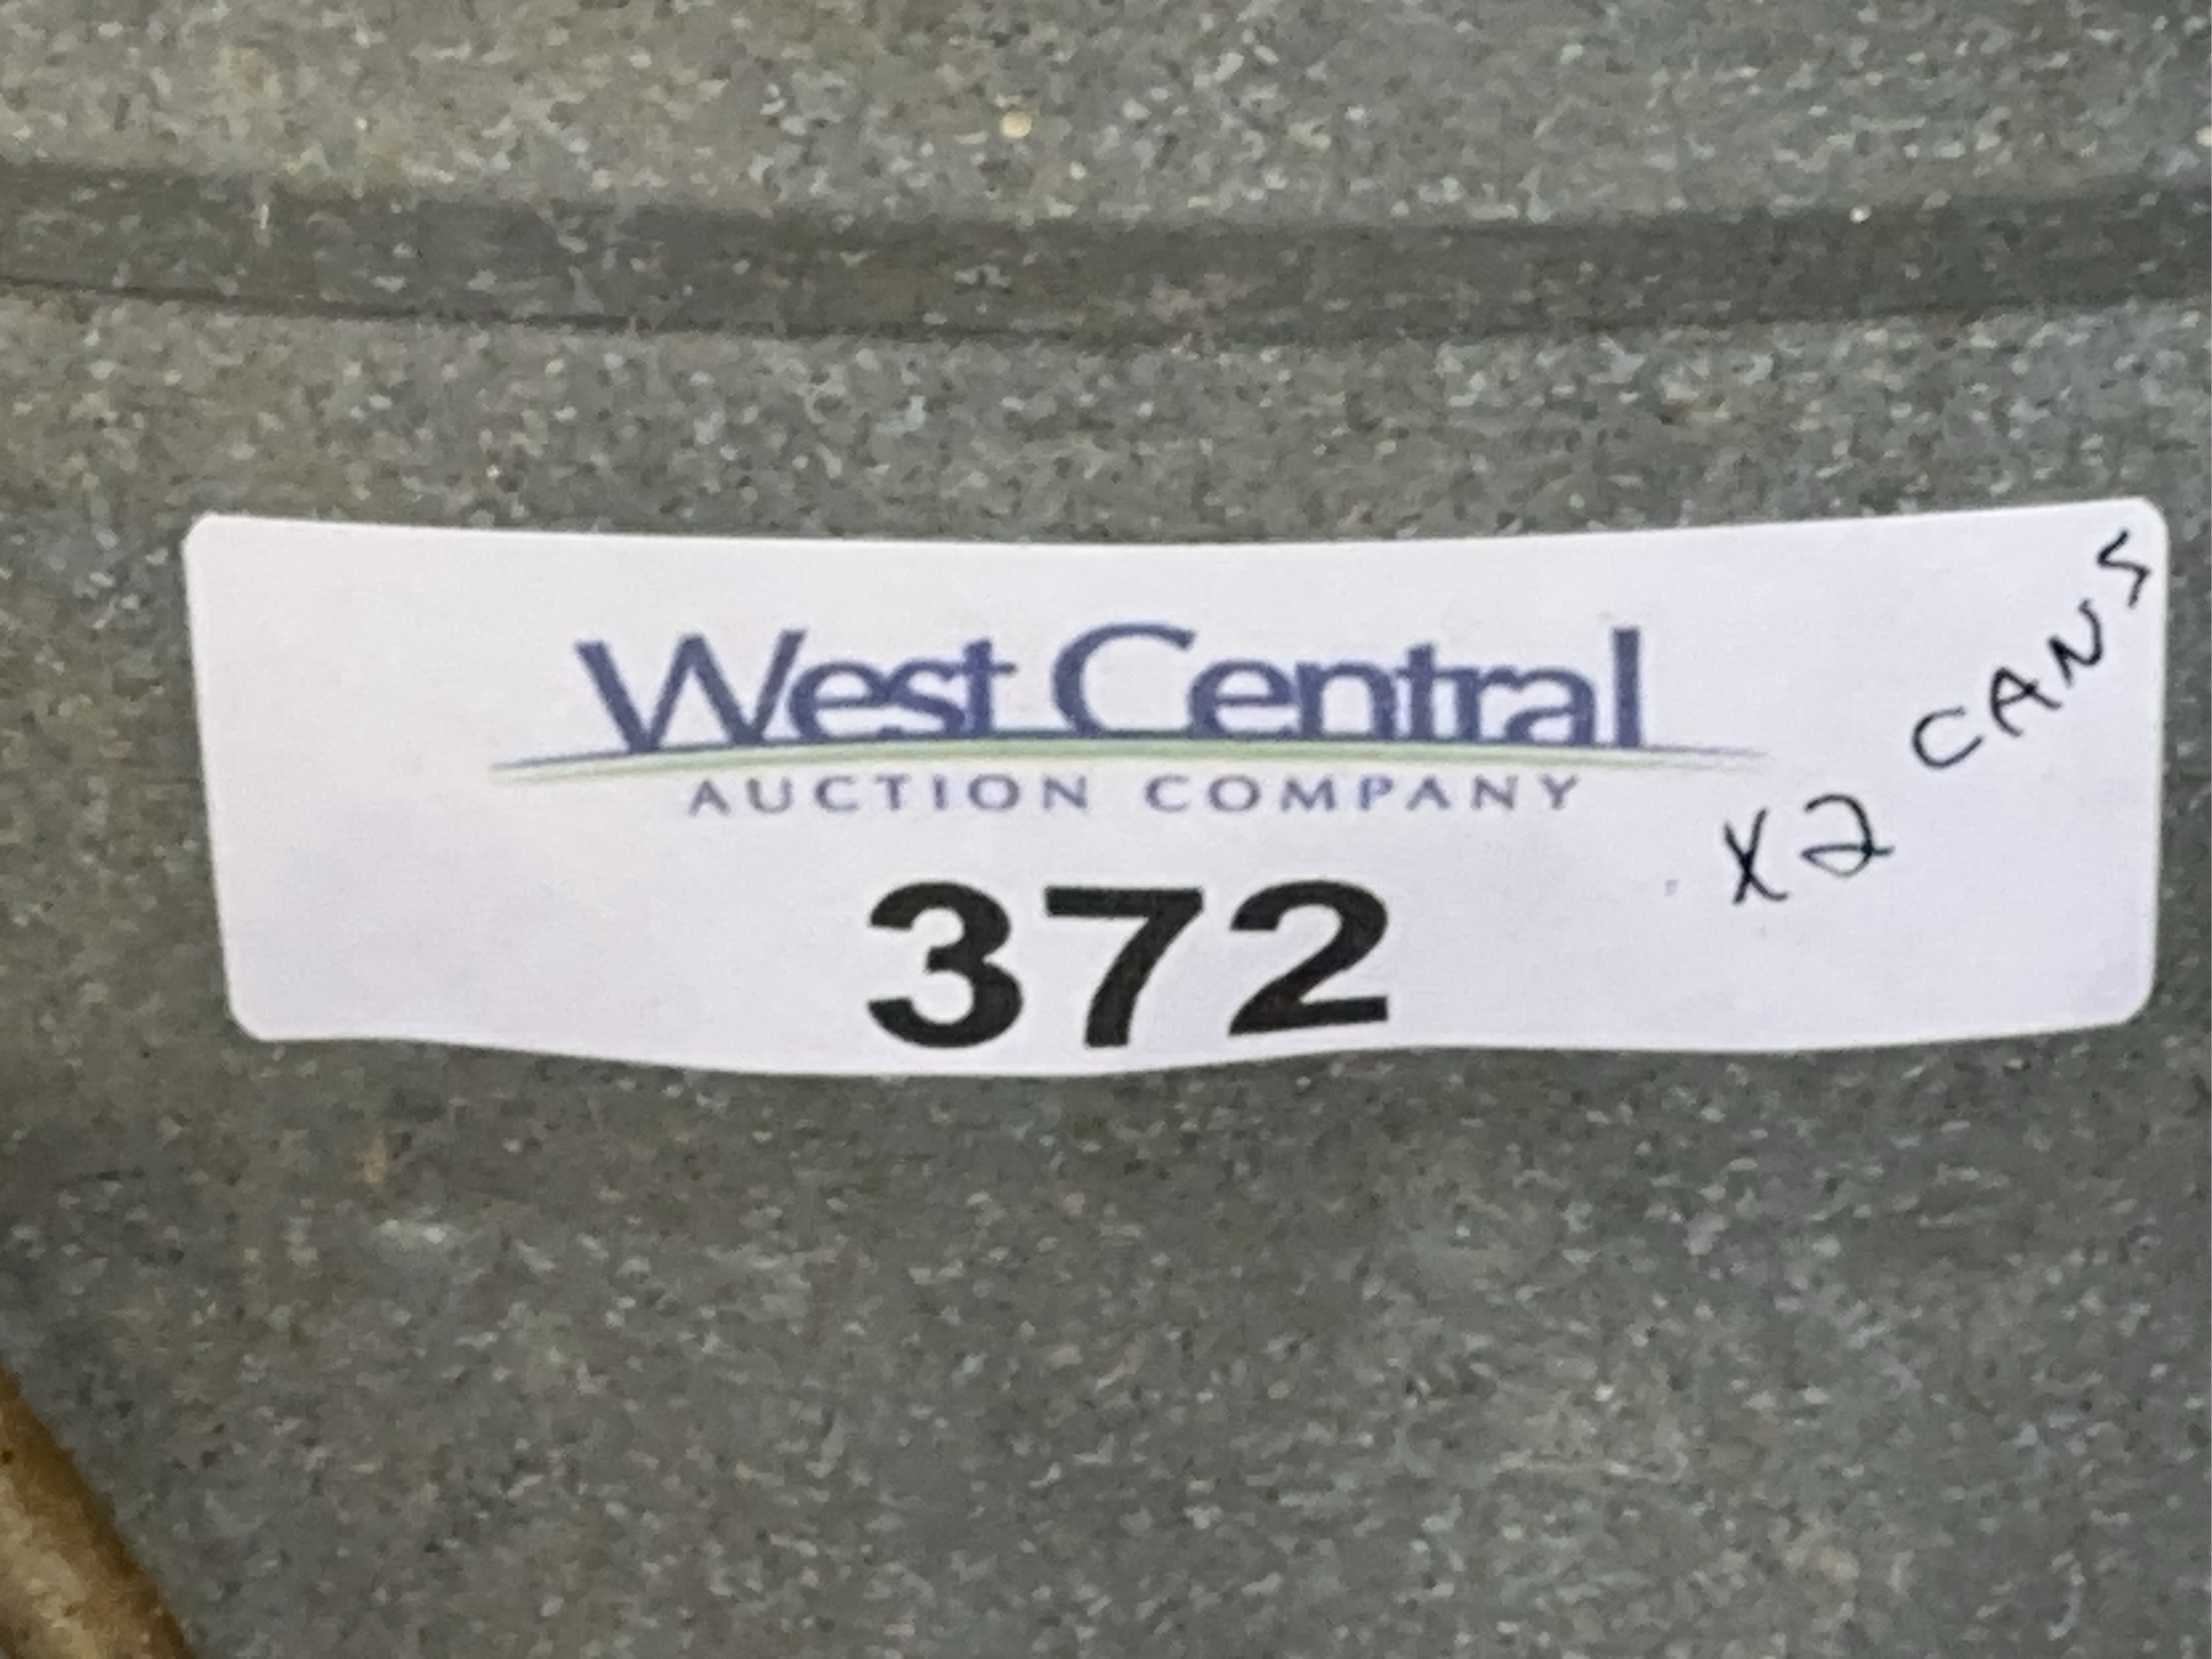 West Central
AUCTION COMPANY
372
X2 CANS